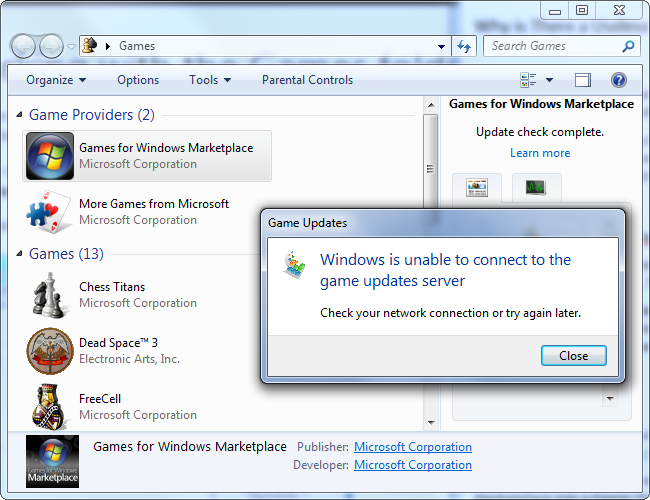 Why is There a Useless
Games
Search Games
Organize
Options
Tools
Parental Controls
Game Providers (2)
Games for Windows Marketplace
Microsoft Corporation
More Games from Microsoft
Microsoft Corporation
Games (13)
Chess Titans
Microsoft Corporation
Dead Space™ 3
Electronic Arts, Inc.
FreeCell
Microsoft Corporation
Games for Windows Marketplace
Update check complete.
Learn more
Game Updates
Windows is unable to connect to the
game updates server
Check your network connection or try again later.
Close
Games for Windows
Marketplace
Games for Windows Marketplace
Publisher: Microsoft Corporation
Developer: Microsoft Corporation